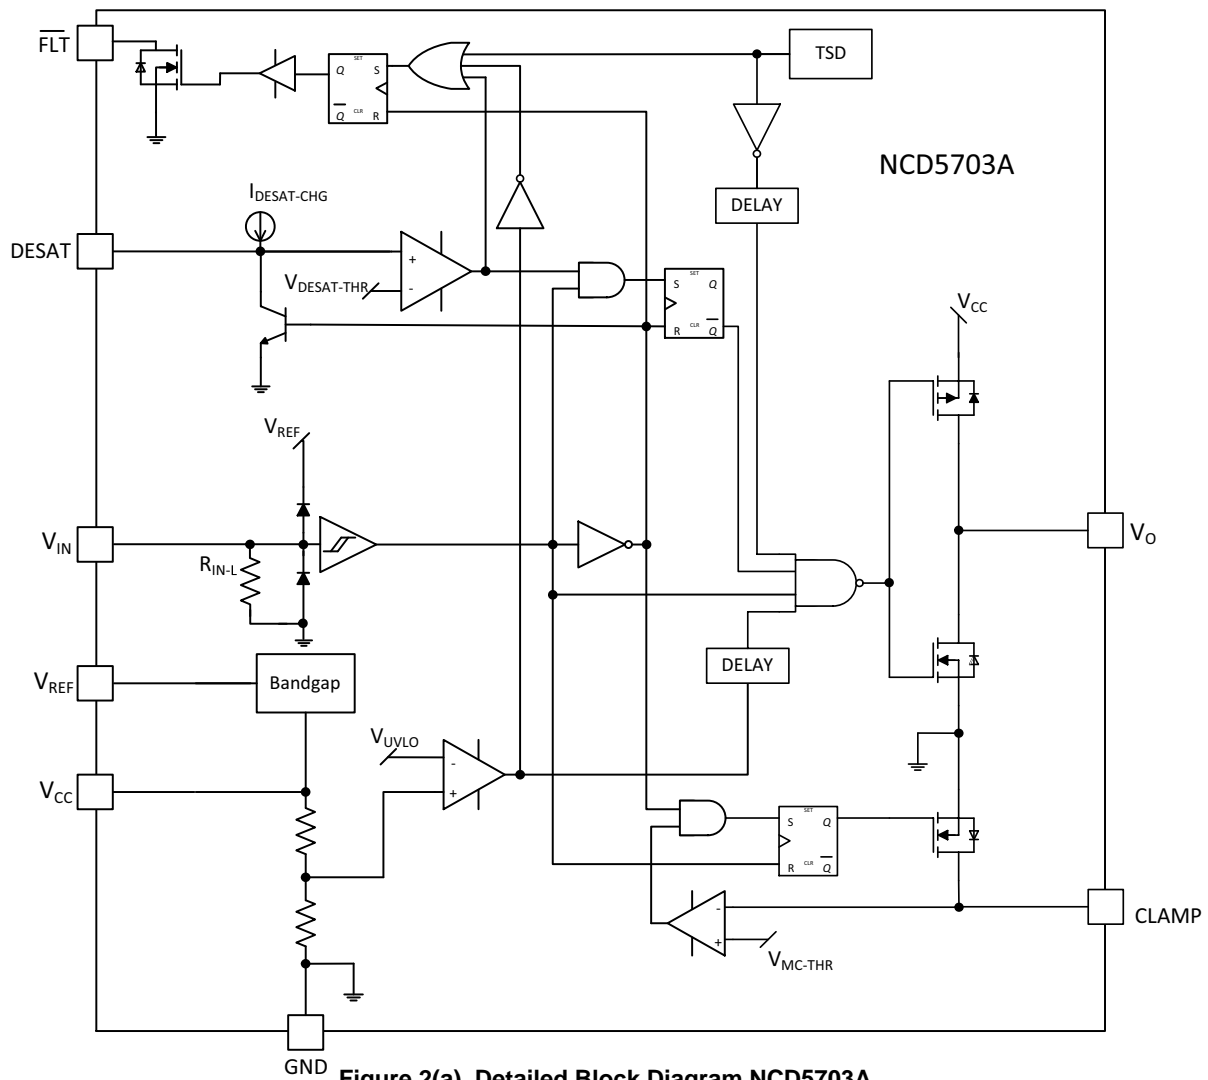 FLT
TSD
Q S SET
Q R CLR
NCD5703A
DELAY
IDESAT-CHG
DESAT
+
VDESAT-THR
-
S SET Q
R CLR Q
VCC
VREF
VIN
RIN-L
VO
VREF
Bandgap
DELAY
VUVLO
-
VCC
+
S SET Q
R CLR Q
-
CLAMP
+
VMC-THR
GND
Figure 2(a). Detailed Block Diagram NCD5703A